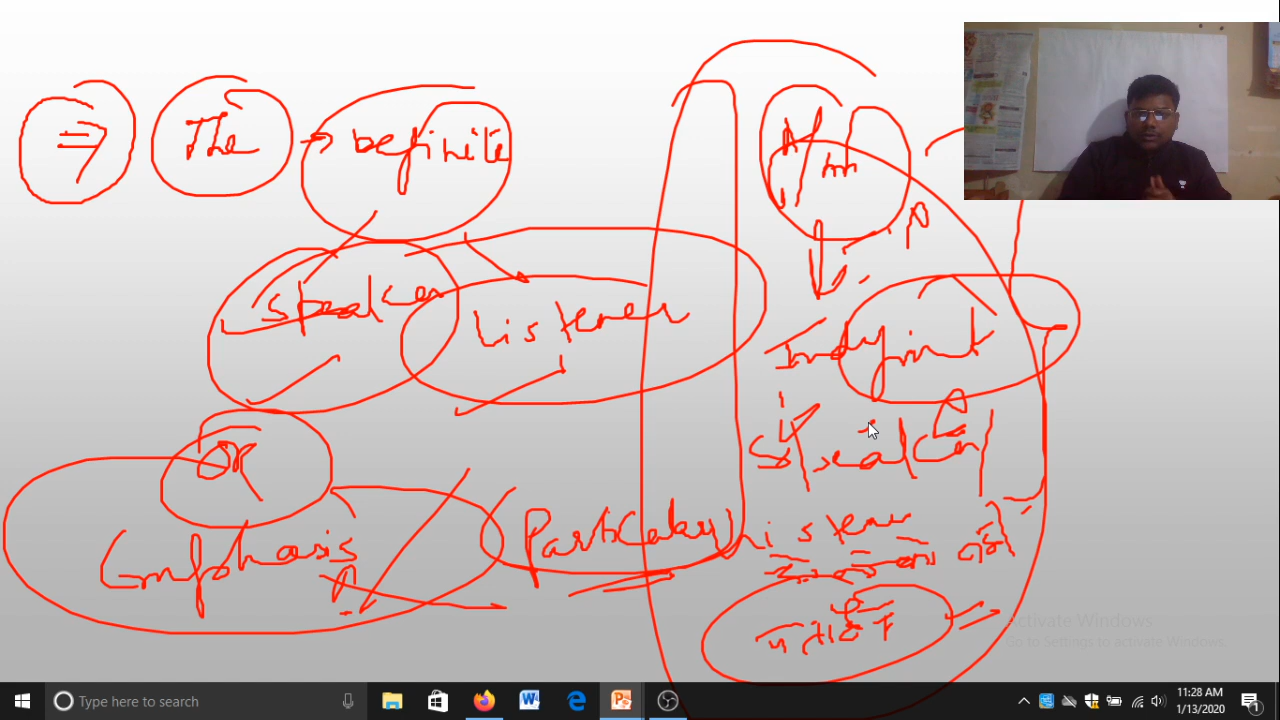 ⇒ The → Definite
Speaker Listener
OR
Emphasis Particular
A/An
Indefinite
Speaker
Listener
Activate Windows
Go to Settings to activate Windows.
Type here to search
11:28 AM
1/13/2020